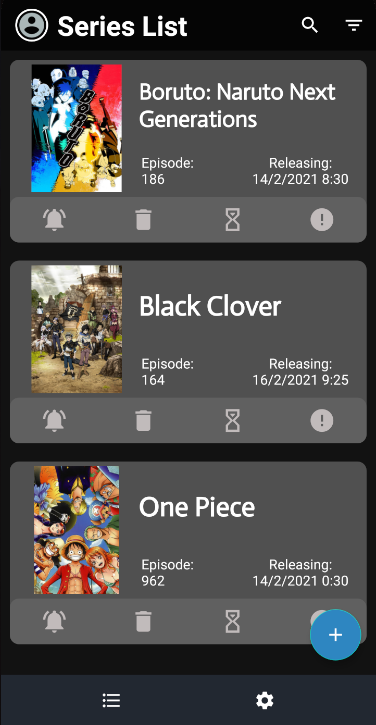 Series List
BORUTO
Boruto: Naruto Next
Generations
Episode:
186
Releasing:
14/2/2021 8:30
Black Clover
Episode:
164
Releasing:
16/2/2021 9:25
One Piece
Episode:
962
Releasing:
14/2/2021 0:30